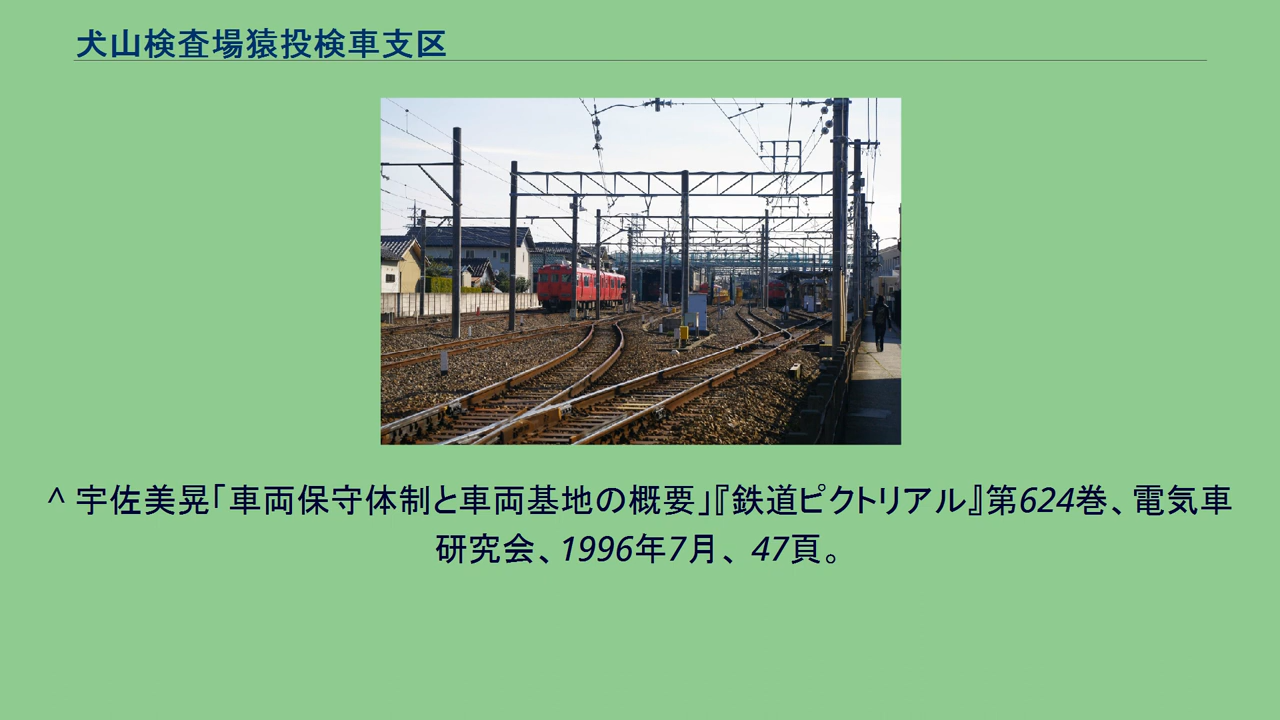 犬山検査場猿投検車支区
^ 宇佐美晃「車両保守体制と車両基地の概要」『鉄道ピクトリアル』第624巻、電気車
研究会、1996年7月、 47頁。